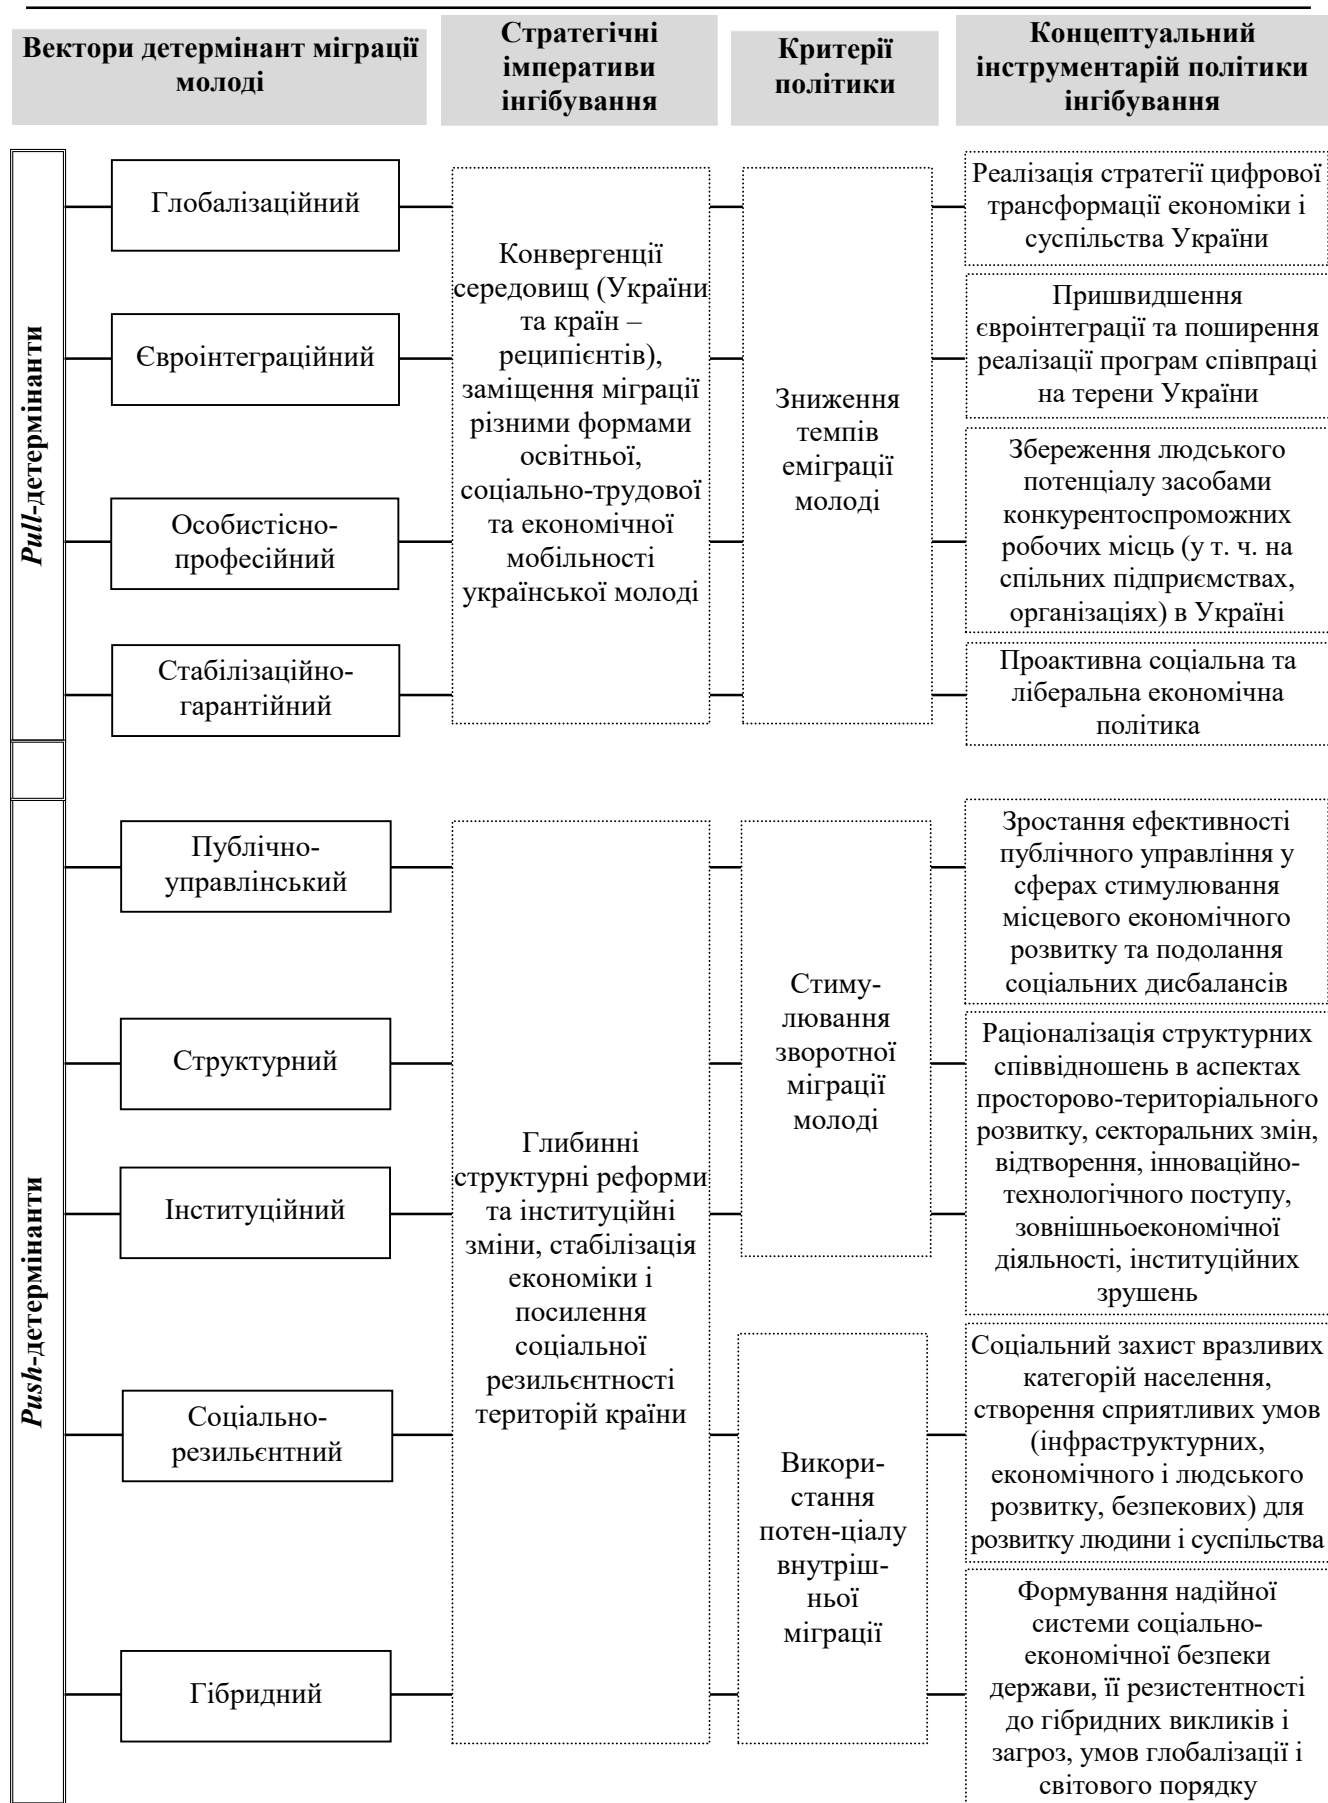 Вектори детермінант міграції
молоді
Стратегічні
імперативи
інгібування
Критерії
політики
Концептуальний
інструментарій політики
інгібування
Pull-детермінанти
Глобалізаційний
Євроінтеграційний
Особистісно-
професійний
Стабілізаційно-
гарантійний
Конвергенції
середовищ (України
та країн –
реципієнтів),
заміщення міграції
різними формами
освітньої,
соціально-трудової
та економічної
мобільності
української молоді
Зниження
темпів
еміграції
молоді
Реалізація стратегії цифрової
трансформації економіки і
суспільства України
Пришвидшення
євроінтеграції та поширення
реалізації програм співпраці
на терени України
Збереження людського
потенціалу засобами
конкурентоспроможних
робочих місць (у т. ч. на
спільних підприємствах,
організаціях) в Україні
Проактивна соціальна та
ліберальна економічна
політика
Push-детермінанти
Публічно-
управлінський
Структурний
Інституційний
Соціально-
резильєнтний
Гібридний
Глибинні
структурні реформи
та інституційні
зміни, стабілізація
економіки і
посилення
соціальної
резильєнтності
територій країни
Стиму-
лювання
зворотної
міграції
молоді
Викори-
стання
потен-ціалу
внутріш-
ньої
міграції
Зростання ефективності
публічного управління у
сферах стимулювання
місцевого економічного
розвитку та подолання
соціальних дисбалансів
Раціоналізація структурних
співвідношень в аспектах
просторово-територіального
розвитку, секторальних змін,
відтворення, інноваційно-
технологічного поступу,
зовнішньоекономічної
діяльності, інституційних
зрушень
Соціальний захист вразливих
категорій населення,
створення сприятливих умов
(інфраструктурних,
економічного і людського
розвитку, безпекових) для
розвитку людини і суспільства
Формування надійної
системи соціально-
економічної безпеки
держави, її резистентності
до гібридних викликів і
загроз, умов глобалізації і
світового порядку